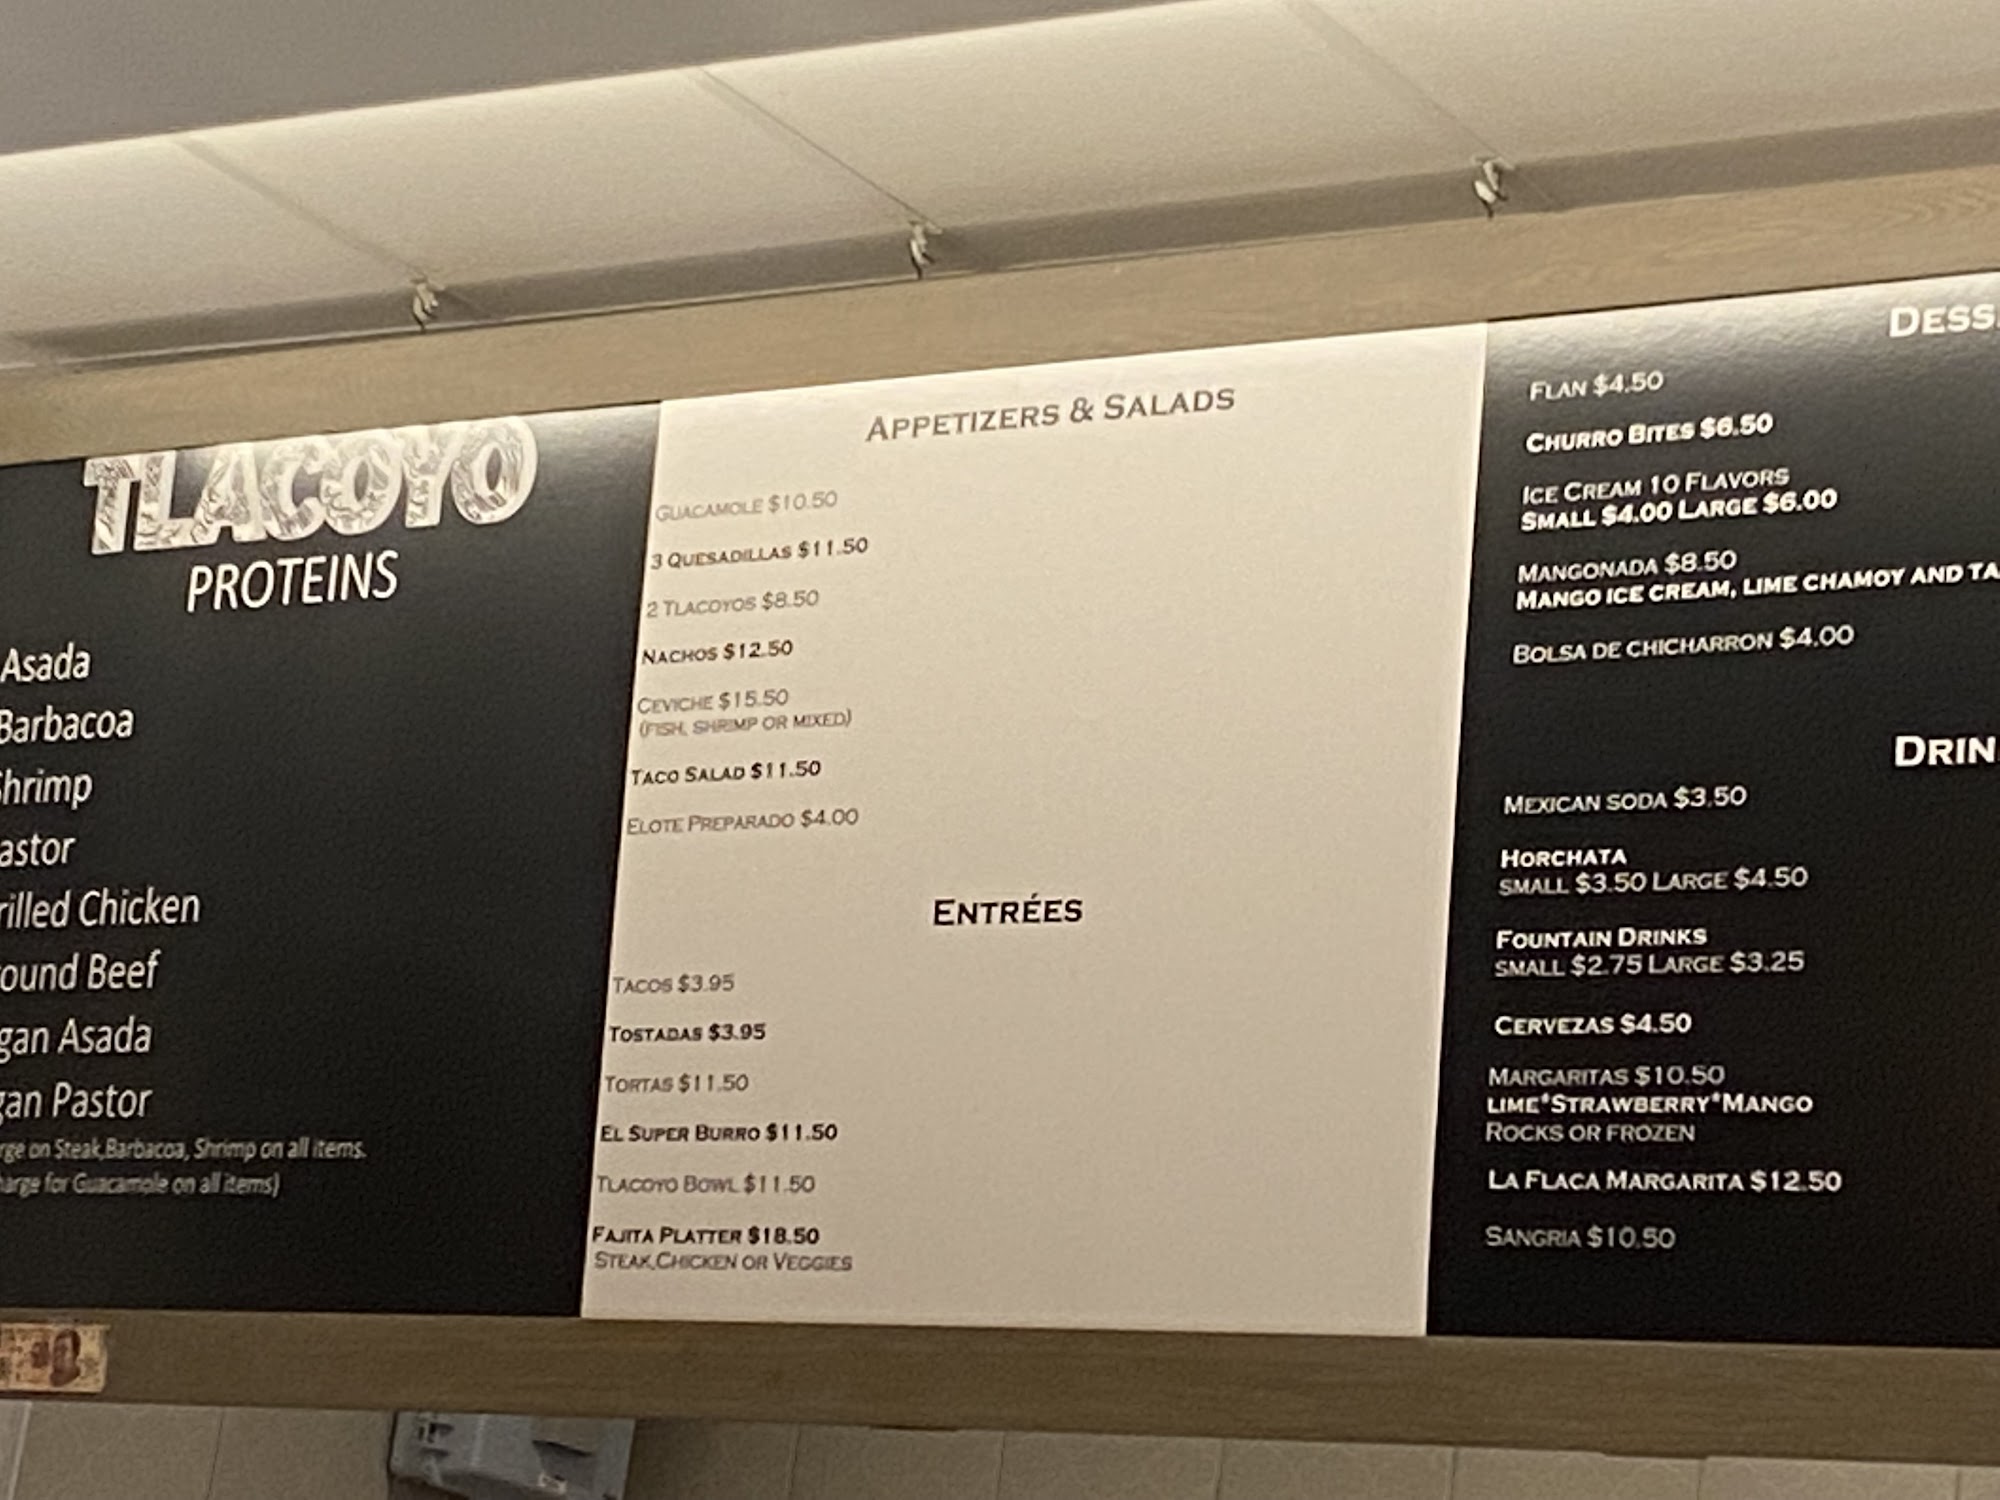 TLACOYO
PROTEINS
Asada
Barbacoa
hrimp
astor
rilled Chicken
ound Beef
gan Asada
gan Pastor
rge on Steak,Barbacoa, Shrimp on all items.
arge for Guacamole on all items)
APPETIZERS & SALADS
GUACAMOLE $10.50
3 QUESADILLAS $11.50
2 TLACOYOS $8.50
NACHOS $12.50
CEVICHE $15.50
(FISH, SHRIMP OR MIXED)
TACO SALAD $11.50
ELOTE PREPARADO $4.00
ENTRÉES
TACOS $3.95
TOSTADAS $3.95
TORTAS $11.50
EL SUPER BURRO $11.50
TLACOYO BOWL $11.50
FAJITA PLATTER $18.50
STEAK,CHICKEN OR VEGGIES
DESS
FLAN $4.50
CHURRO BITES $6.50
ICE CREAM 10 FLAVORS
SMALL $4.00 LARGE $6.00
MANGONADA $8.50
MANGO ICE CREAM, LIME CHAMOY AND TA
BOLSA DE CHICHARRON $4.00
DRIN
MEXICAN SODA $3.50
HORCHATA
SMALL $3.50 LARGE $4.50
FOUNTAIN DRINKS
SMALL $2.75 LARGE $3.25
CERVEZAS $4.50
MARGARITAS $10.50
LIME*STRAWBERRY*MANGO
ROCKS OR FROZEN
LA FLACA MARGARITA $12.50
SANGRIA $10.50